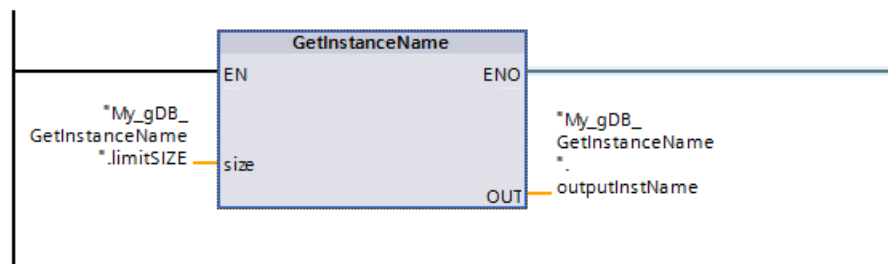 GetInstanceName
EN
ENO
"My_gDB_
GetInstanceName
".limitSIZE
size
"My_gDB_
GetInstanceName
".
outputInstName
OUT